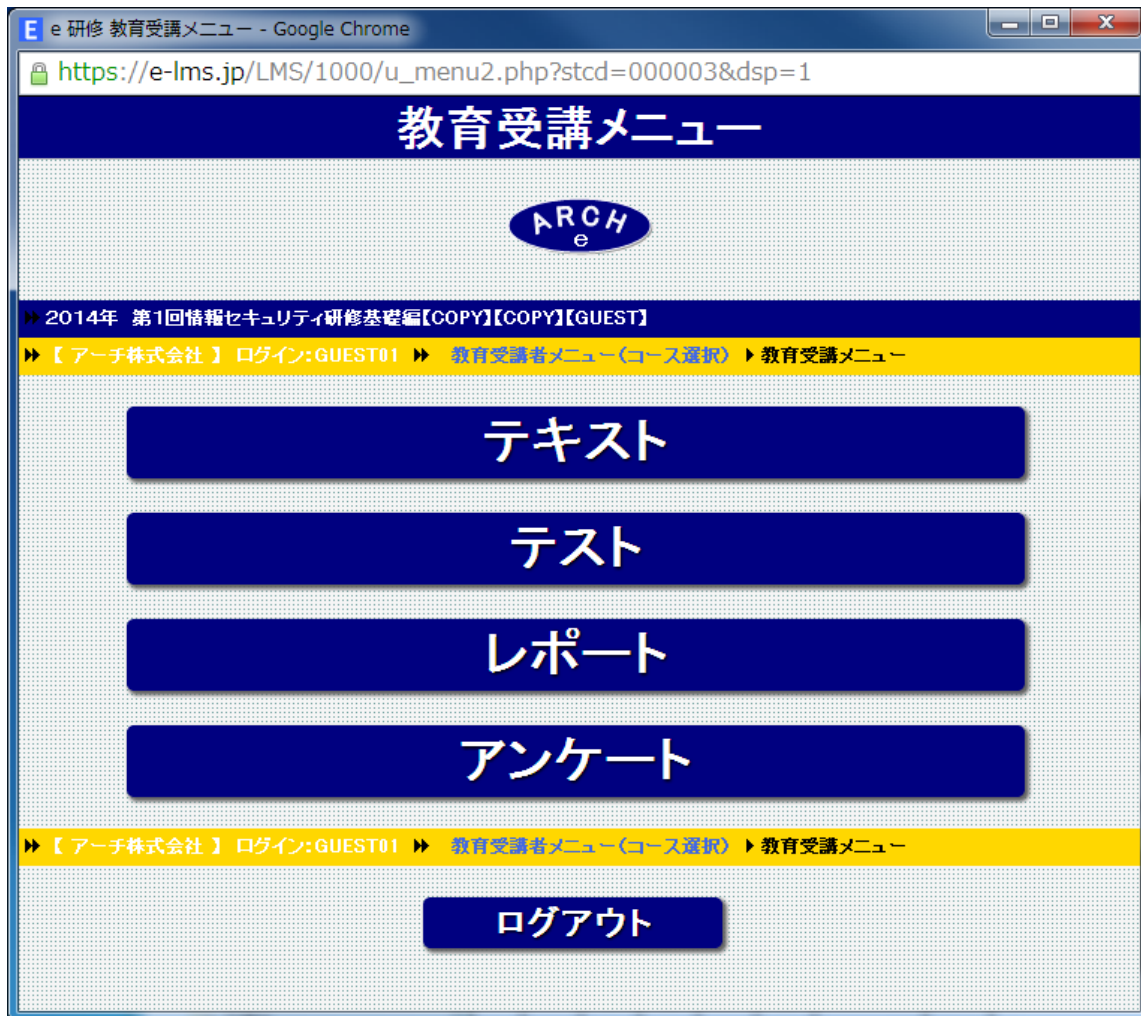 E e 研修 教育受講メニュー - Google Chrome
https://e-lms.jp/LMS/1000/u_menu2.php?stcd=000003&dsp=1
教育受講メニュー
ARCH
e
2014年 第1回情報セキュリティ研修基礎編【COPY】【COPY】【GUEST】
【 アーチ株式会社 】 ログイン:GUEST01 教育受講者メニュー(コース選択) 教育受講メニュー
テキスト
テスト
レポート
アンケート
【 アーチ株式会社 】 ログイン:GUEST01 教育受講者メニュー(コース選択) 教育受講メニュー
ログアウト